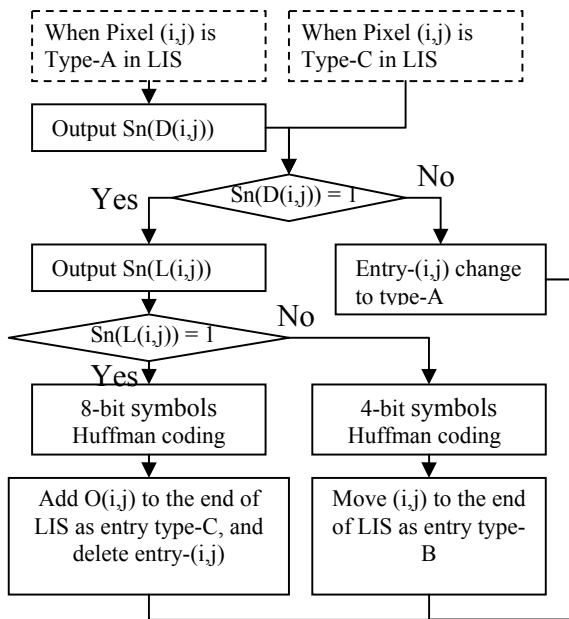 When Pixel (i,j) is
Type-A in LIS
When Pixel (i,j) is
Type-C in LIS
Output Sn(D(i,j))
Sn(D(i,j)) = 1
Yes
No
Output Sn(L(i,j))
Entry-(i,j) change
to type-A
Sn(L(i,j)) = 1
No
Yes
8-bit symbols
Huffman coding
4-bit symbols
Huffman coding
Add O(i,j) to the end of
LIS as entry type-C, and
delete entry-(i,j)
Move (i,j) to the end
of LIS as entry type-
B